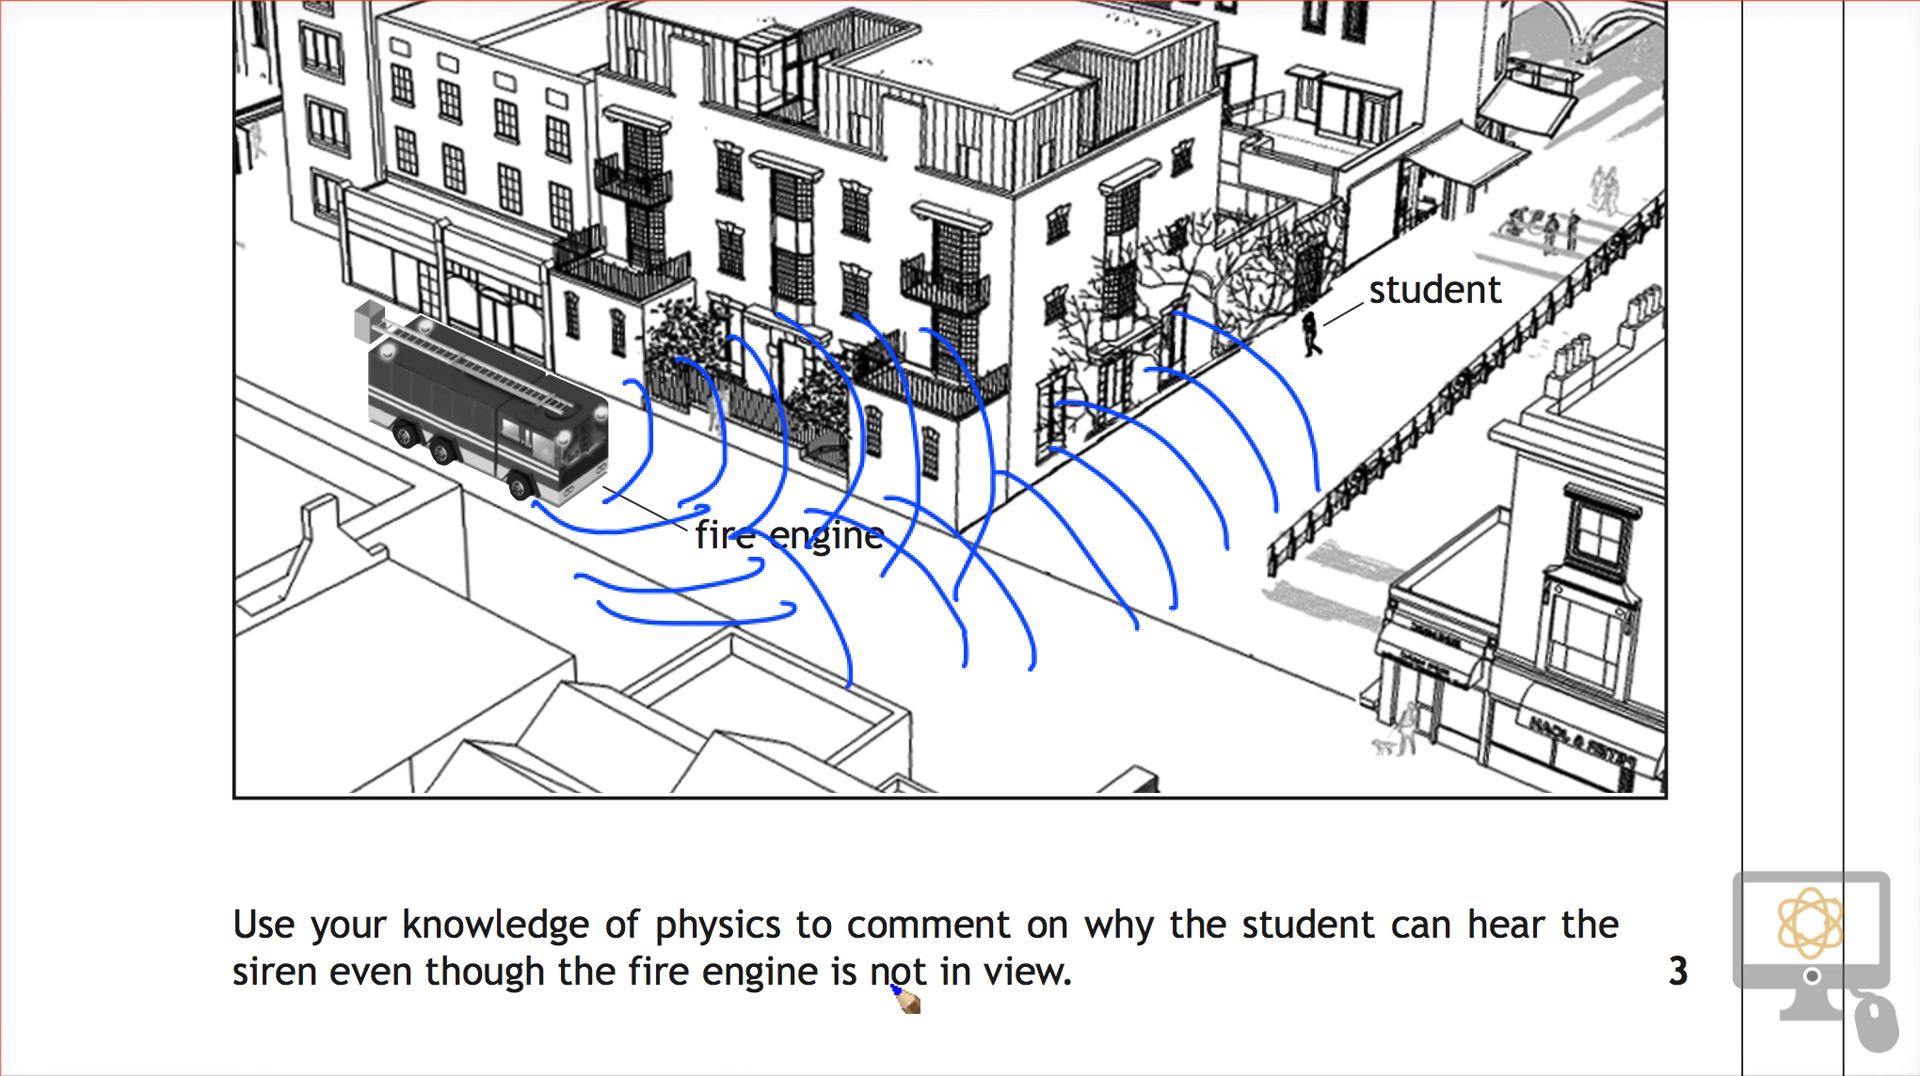 student
fire engine
Use your knowledge of physics to comment on why the student can hear the
siren even though the fire engine is not in view.
3